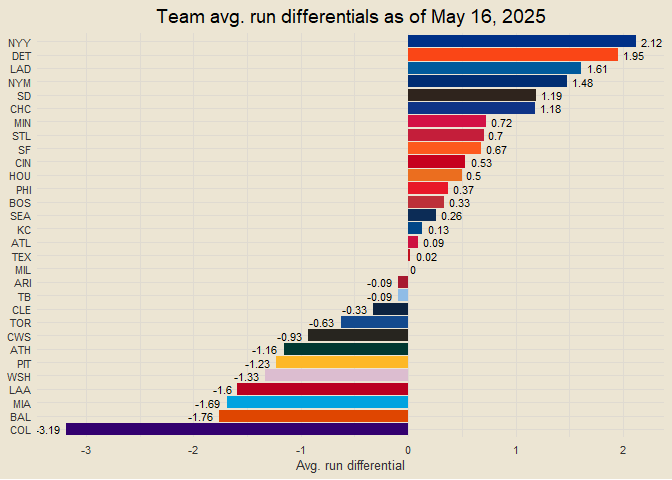 Team avg. run differentials as of May 16, 2025
NYY 2.12
DET 1.95
LAD 1.61
NYM 1.48
SD 1.19
CHC 1.18
MIN 0.72
STL 0.7
SF 0.67
CIN 0.53
HOU 0.5
PHI 0.37
BOS 0.33
SEA 0.26
KC 0.13
ATL 0.09
TEX 0.02
MIL 0
ARI -0.09
TB -0.09
CLE -0.33
TOR -0.63
CWS -0.93
ATH -1.16
PIT -1.23
WSH -1.33
LAA -1.6
MIA -1.69
BAL -1.76
COL -3.19
-3 -2 -1 0 1 2
Avg. run differential